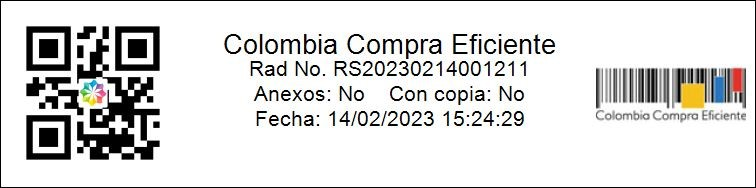 Colombia Compra Eficiente
Rad No. RS20230214001211
Anexos: No Con copia: No
Fecha: 14/02/2023 15:24:29
Colombia Compra Eficiente